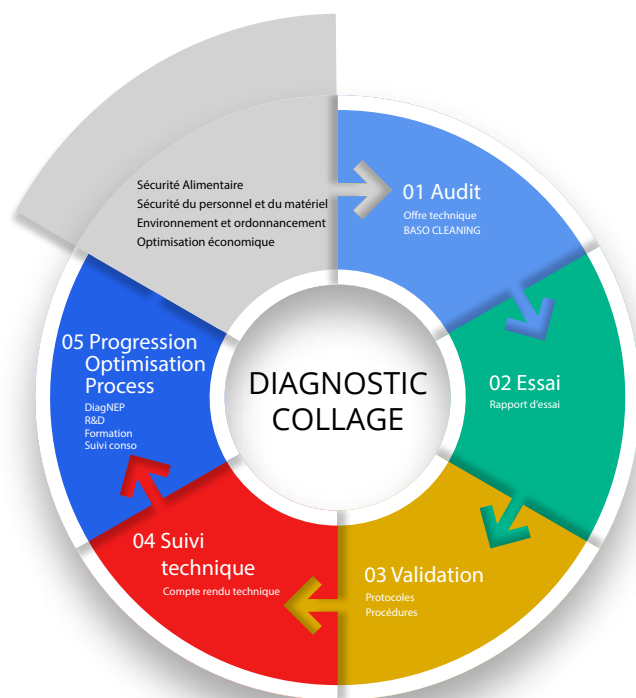 Sécurité Alimentaire
Sécurité du personnel et du matériel
Environnement et ordonnancement
Optimisation économique
01 Audit
Offre technique
BASO CLEANING
02 Essai
Rapport d'essai
03 Validation
Protocoles
Procédures
04 Suivi
technique
Compte rendu technique
05 Progression
Optimisation
Process
DiagNEP
R&D
Formation
Suivi conso
DIAGNOSTIC
COLLAGE